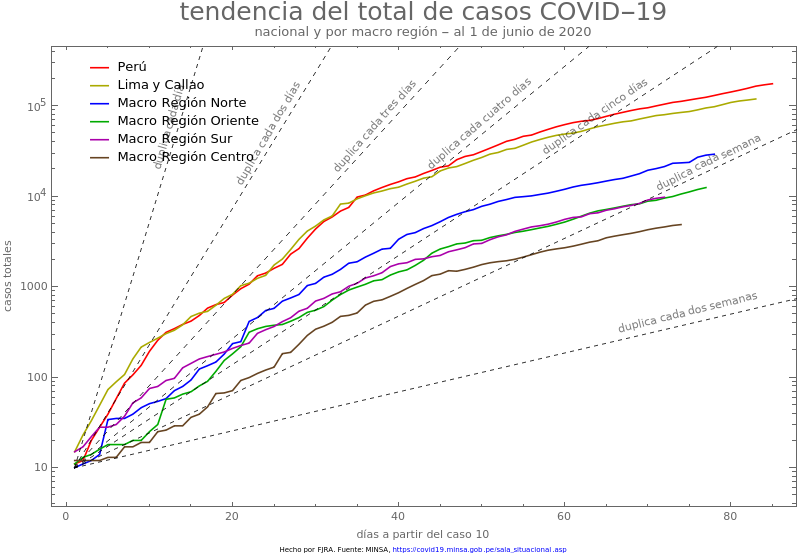 tendencia del total de casos COVID‒19
nacional y por macro región ‒ al 1 de junio de 2020
Perú
Lima y Callao
Macro Región Norte
Macro Región Oriente
Macro Región Sur
Macro Región Centro
duplica cada dos días
duplica cada tres días
duplica cada cuatro días
duplica cada cinco días
duplica cada semana
duplica cada dos semanas
casos totales
10^5
10^4
1000
100
10
0 20 40 60 80
días a partir del caso 10
Hecho por FJRA. Fuente: MINSA, https://covid19.minsa.gob.pe/sala_situacional.asp